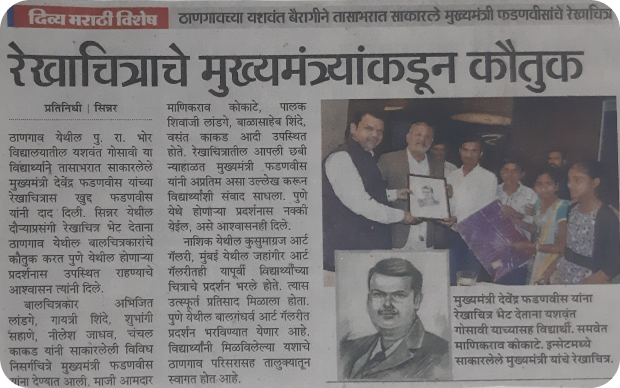 दिव्य मराठी विशेष
ठाणगावच्या यशवंत बैरागीने तासाभरात साकारले मुख्यमंत्री फडणवीसांचे रेखाचित्र
रेखाचित्राचे मुख्यमंत्र्यांकडून कौतुक
प्रतिनिधी | सिन्नर
ठाणगाव येथील पु. रा. भोर
विद्यालयातील यशवंत गोसावी या
विद्यार्थ्याने तासाभरात साकारलेले
मुख्यमंत्री देवेंद्र फडणवीस यांच्या
रेखाचित्रास खुद्द फडणवीस
यांनी दाद दिली. सिन्नर येथील
दौऱ्याप्रसंगी रेखाचित्र भेट देताना
ठाणगाव येथील बालचित्रकारांचे
कौतुक करत पुणे येथील होणाऱ्या
प्रदर्शनास उपस्थित राहण्याचे
आश्वासन त्यांनी दिले.
बालचित्रकार अभिजित
लांडगे, गायत्री शिंदे, शुभांगी
सहाणे, नीलेश जाधव, चंचल
काकड यांनी साकारलेली विविध
निसर्गचित्रे मुख्यमंत्री फडणवीस
यांना देण्यात आली. माजी आमदार
माणिकराव कोकाटे, पालक
शिवाजी लांडगे, बाळासाहेब शिंदे,
वसंत काकड आदी उपस्थित
होते. रेखाचित्रातील आपली छबी
न्याहाळत मुख्यमंत्री फडणवीस
यांनी अप्रतिम असा उल्लेख करून
विद्यार्थ्यांशी संवाद साधला. पुणे
येथे होणाऱ्या प्रदर्शनास नक्की
येईल, असे आश्वासनही दिले.
नाशिक येथील कुसुमाग्रज आर्ट
गॅलरी, मुंबई येथील जहांगीर आर्ट
गॅलरीतही यापूर्वी विद्यार्थ्यांच्या
चित्राचे प्रदर्शन भरले होते. त्यास
उत्स्फूर्त प्रतिसाद मिळाला होता.
पुणे येथील बालगंधर्व आर्ट गॅलरीत
प्रदर्शन भरविण्यात येणार आहे.
विद्यार्थ्यांनी मिळविलेल्या यशाचे
ठाणगाव परिसरासह तालुक्यातून
स्वागत होत आहे.
मुख्यमंत्री देवेंद्र फडणवीस यांना
रेखाचित्र भेट देताना यशवंत
गोसावी याच्यासह विद्यार्थी. समवेत
माणिकराव कोकाटे. इन्सेटमध्ये
साकारलेले मुख्यमंत्री यांचे रेखाचित्र.